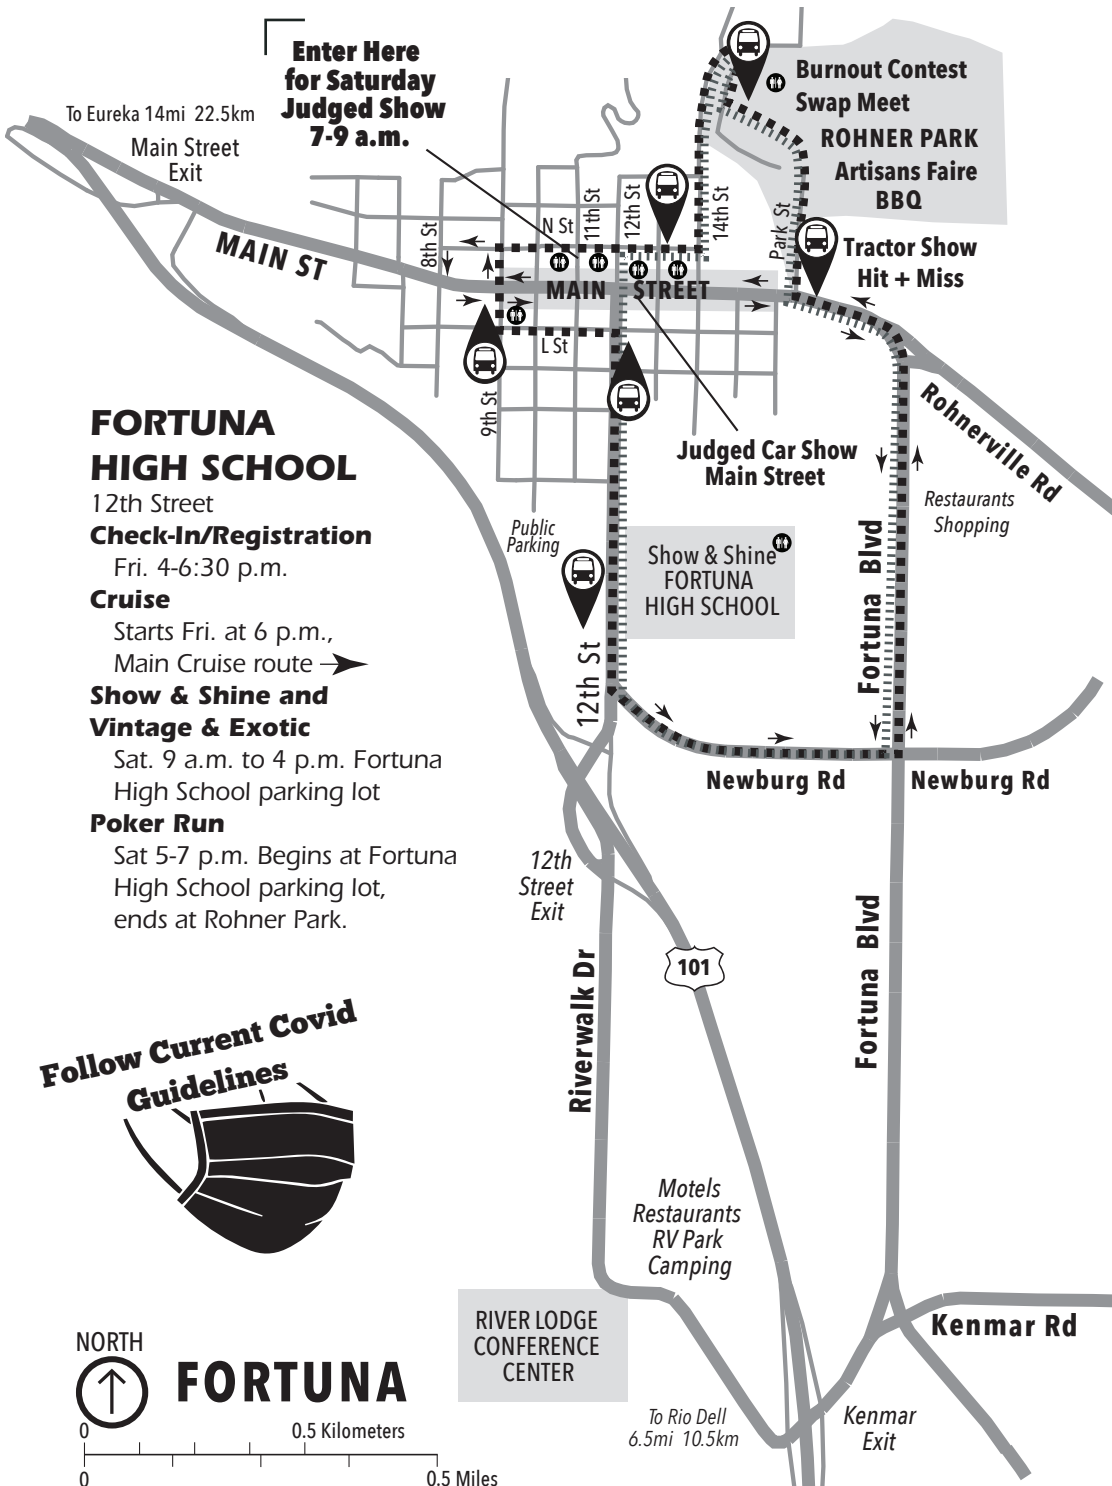 Enter Here
for Saturday
Judged Show
7-9 a.m.
To Eureka 14mi 22.5km
Main Street
Exit
MAIN ST
8th St
N St
11th St
12th St
14th St
Park St
Burnout Contest
Swap Meet
ROHNER PARK
Artisans Faire
BBQ
Tractor Show
Hit + Miss
MAIN STREET
L St
9th St
Judged Car Show
Main Street
Rohnerville Rd
Restaurants
Shopping
Public
Parking
Show & Shine
FORTUNA
HIGH SCHOOL
Fortuna Blvd
12th St
Newburg Rd
Newburg Rd
FORTUNA
HIGH SCHOOL
12th Street
Check-In/Registration
Fri. 4-6:30 p.m.
Cruise
Starts Fri. at 6 p.m.,
Main Cruise route
Show & Shine and
Vintage & Exotic
Sat. 9 a.m. to 4 p.m. Fortuna
High School parking lot
Poker Run
Sat 5-7 p.m. Begins at Fortuna
High School parking lot,
ends at Rohner Park.
12th
Street
Exit
101
Riverwalk Dr
Fortuna Blvd
Follow Current Covid
Guidelines
Motels
Restaurants
RV Park
Camping
RIVER LODGE
CONFERENCE
CENTER
Kenmar Rd
To Rio Dell
6.5mi 10.5km
Kenmar
Exit
NORTH
FORTUNA
0 0.5 Kilometers
0 0.5 Miles